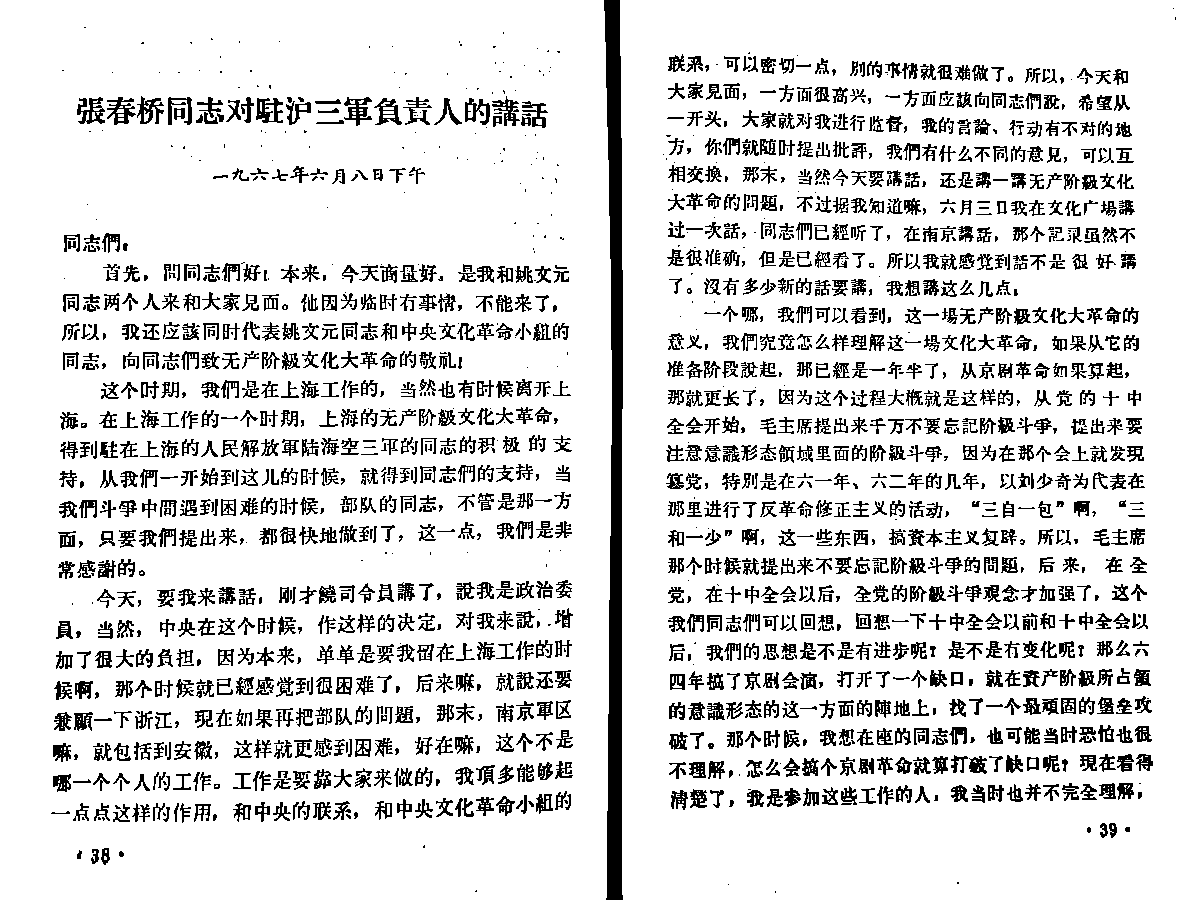 張春桥同志对駐沪三軍負責人的講話
一九六七年六月八日下午
同志們：
首先，問同志們好！本来，今天商量好。是我和姚文元
同志两个人来和大家見面。他因为临时有事情，不能来了，
所以，我还应該同时代表姚文元同志和中央文化革命小組的
同志，向同志們致无产阶級文化大革命的敬礼！
这个时期，我們是在上海工作的，当然也有时候离开上
海。在上海工作的一个时期，上海的无产阶級文化大革命，
得到駐在上海的人民解放軍陆海空三軍的同志的积极的支
持，从我們一开始到这儿的时候，就得到同志們的支持，当
我們斗爭中間遇到困难的时候，部队的同志，不管是那一方
面，只要我們提出来，都很快地做到了，这一点，我們是非
常感謝的。
今天，要我来講話，刚才饒司令員講了，說我是政治委
員，当然，中央在这个时候，作这样的决定，对我来說，增
加了很大的負担，因为本来，单单是要我留在上海工作的时
候啊，那个时候就已經感觉到很困难了，后来嘛，就說还要
兼顧一下浙江，現在如果再把部队的問題，那末，南京軍区
嘛，就包括到安徽，这样就更感到困难，好在嘛，这个不是
哪一个个人的工作。工作是要靠大家来做的，我頂多能够起
一点点这样的作用，和中央的联系，和中央文化革命小組的
·38·
联系，可以密切一点，别的事情就很难做了。所以，今天和
大家見面，一方面很高兴，一方面应該向同志們說，希望从
一开头，大家就对我进行监督，我的言論、行动有不对的地
方，你們就随时提出批評，我們有什么不同的意見，可以互
相交換，那末，当然今天要講話，还是講一講无产阶級文化
大革命的問題，不过据我知道嘛，六月三日我在文化广場講
过一次話，同志們已經听了，在南京講話，那个記录虽然不
是很准确，但是已經看了。所以我就感觉到話不是很好講
了。沒有多少新的話要講，我想講这么几点：
一个哪，我們可以看到，这一場无产阶級文化大革命的
意义，我們究竟怎么样理解这一場文化大革命，如果从它的
准备阶段說起，那已經是一年半了，从京剧革命如果算起，
那就更长了，因为这个过程大概就是这样的，从党的十中
全会开始，毛主席提出来千万不要忘記阶級斗爭，提出来要
注意意識形态領域里面的阶級斗爭，因为在那个会上就发現
篡党，特别是在六一年、六二年的几年，以刘少奇为代表在
那里进行了反革命修正主义的活动，“三自一包”啊，“三
和一少”啊，这一些东西，搞資本主义复辟。所以，毛主席
那个时候就提出来不要忘記阶級斗爭的問題，后来，在全
党，在十中全会以后，全党的阶級斗爭观念才加强了，这个
我們同志們可以回想，回想一下十中全会以前和十中全会以
后，我們的思想是不是有进步呢？是不是有变化呢？那么六
四年搞了京剧会演，打开了一个缺口，就在資产阶級所占領
的意識形态的这一方面的陣地上，找了一个最頑固的堡垒攻
破了。那个时候，我想在座的同志們，也可能当时恐怕也很
不理解，怎么会搞个京剧革命就算打破了缺口呢？現在看得
清楚了，我是参加这些工作的人，我当时也并不完全理解，
·39·